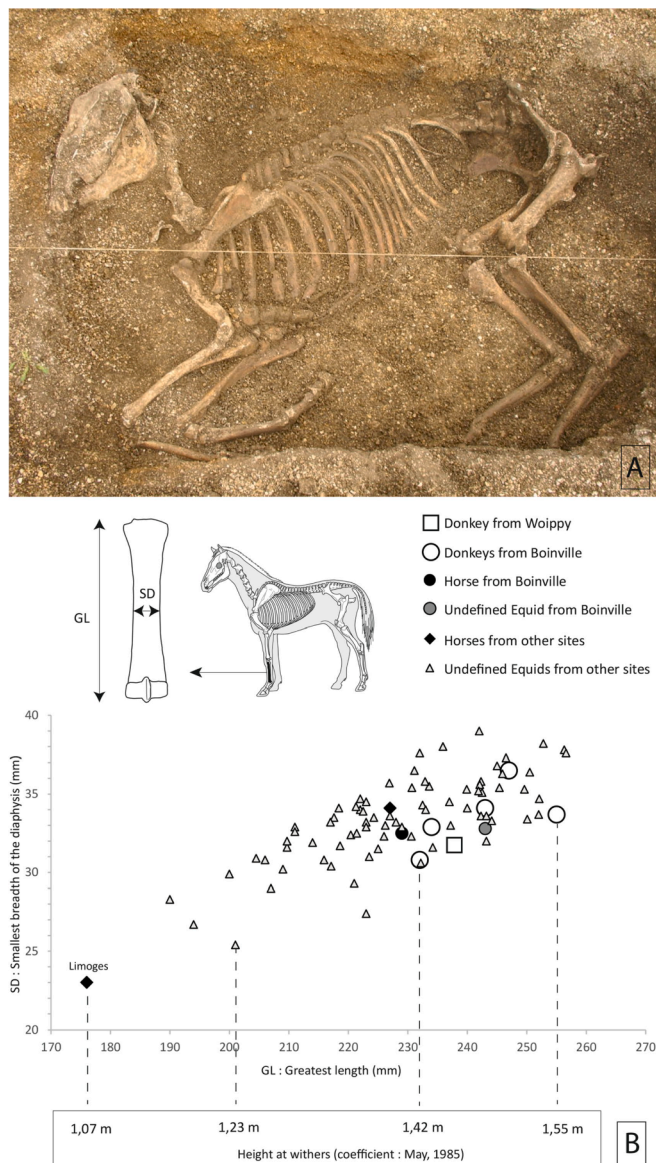 A
Donkey from Woippy
Donkeys from Boinville
Horse from Boinville
Undefined Equid from Boinville
Horses from other sites
Undefined Equids from other sites
GL
SD
SD : Smallest breadth of the diaphysis (mm)
40
35
30
25
20
Limoges
170 180 190 200 210 220 230 240 250 260 270
GL : Greatest length (mm)
1,07 m 1,23 m 1,42 m 1,55 m
Height at withers (coefficient : May, 1985)
B